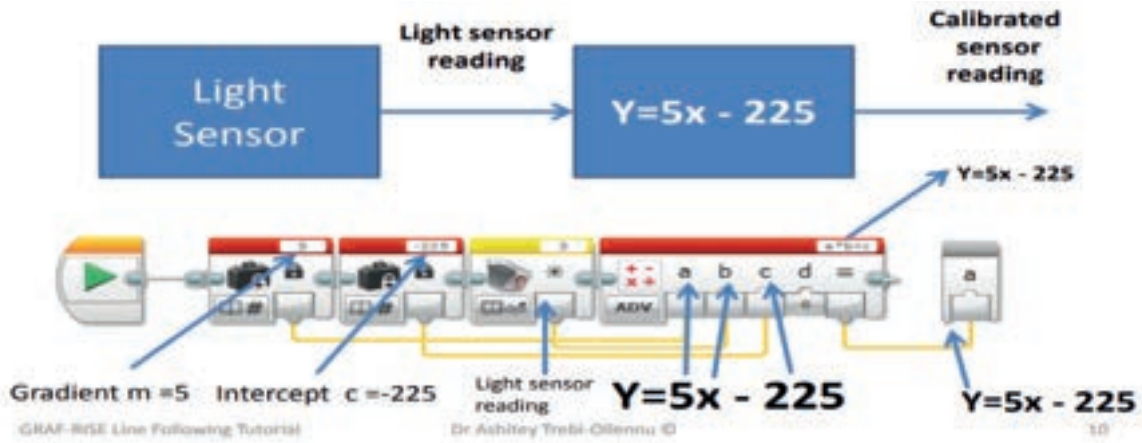 Light sensor
reading
Calibrated
sensor
reading
Light
Sensor
Y=5x - 225
Y=5x - 225
5
-225
3
a*b+c
a
b
c
d
=
a
#
#
ADV
Gradient m =5
Intercept c =-225
Light sensor
reading
Y=5x - 225
Y=5x - 225
GRAF-RISE Line Following Tutorial
Dr Ashitey Trebi-Ollennu ©
10